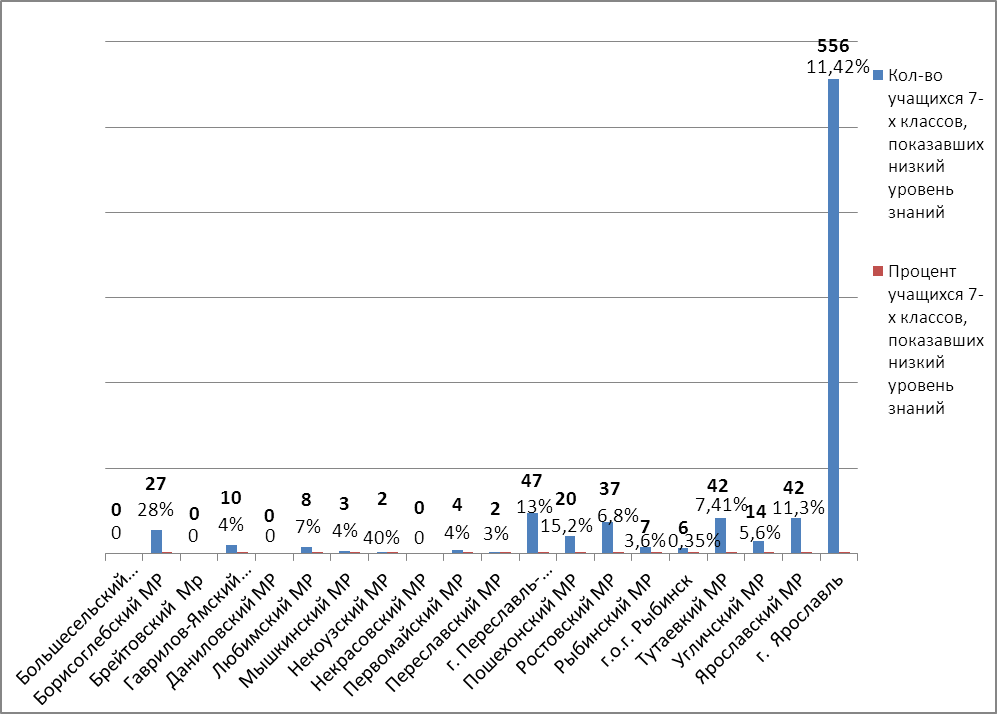 556
11,42%
Кол-во
учащихся 7-
х классов,
показавших
низкий
уровень
знаний
Процент
учащихся 7-
х классов,
показавших
низкий
уровень
знаний
0 27 0 10 0 8 3 2 0 4 2 47 20 37 7 6 42 14 42
0 28% 0 4% 0 7% 4% 40% 0 4% 3% 13% 15,2% 6,8% 3,6% 0,35% 7,41% 5,6% 11,3%
Большесельский...
Борисоглебский МР
Брейтовский Мр
Гаврилов-Ямский...
Даниловский МР
Любимский МР
Мышкинский МР
Некоузский МР
Некрасовский МР
Первомайский МР
Переславский МР
г. Переславль-...
Пошехонский МР
Ростовский МР
Рыбинский МР
г.о.г. Рыбинск
Тутаевкий МР
Угличский МР
Ярославский МР
г. Ярославль